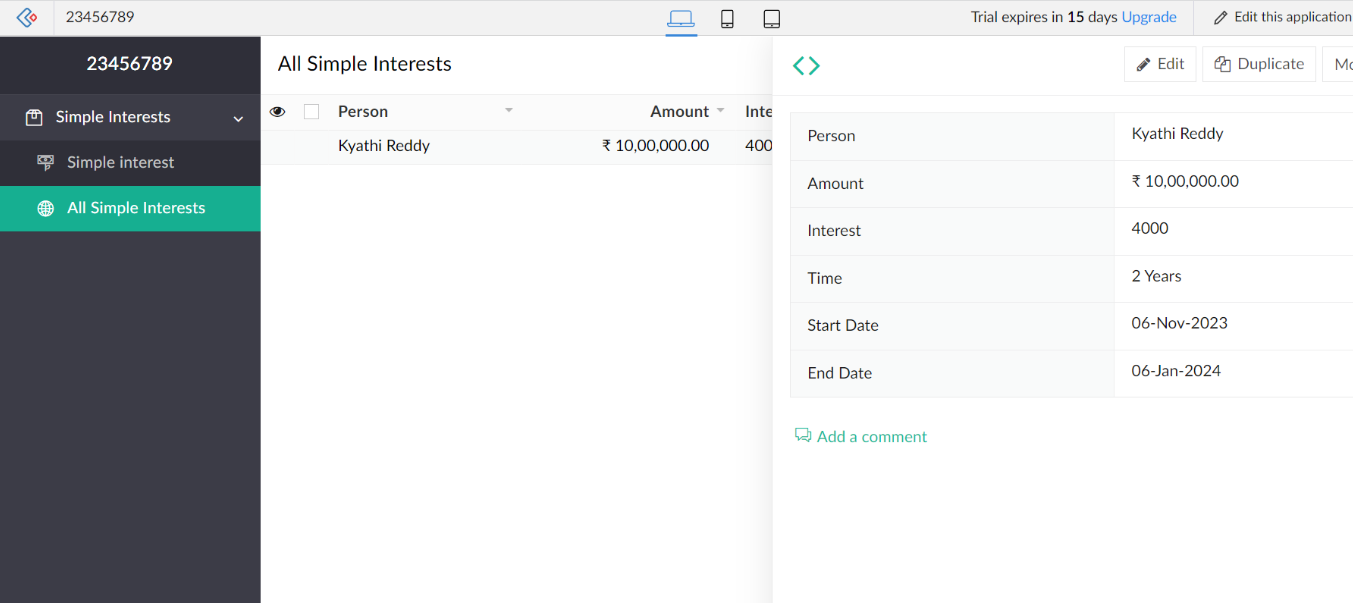 23456789
Trial expires in 15 days Upgrade
Edit this application
23456789
Simple Interests
Simple interest
All Simple Interests
All Simple Interests
Person Amount Inte
Kyathi Reddy ₹ 10,00,000.00 400
Edit Duplicate Mo
Person Kyathi Reddy
Amount ₹ 10,00,000.00
Interest 4000
Time 2 Years
Start Date 06-Nov-2023
End Date 06-Jan-2024
Add a comment